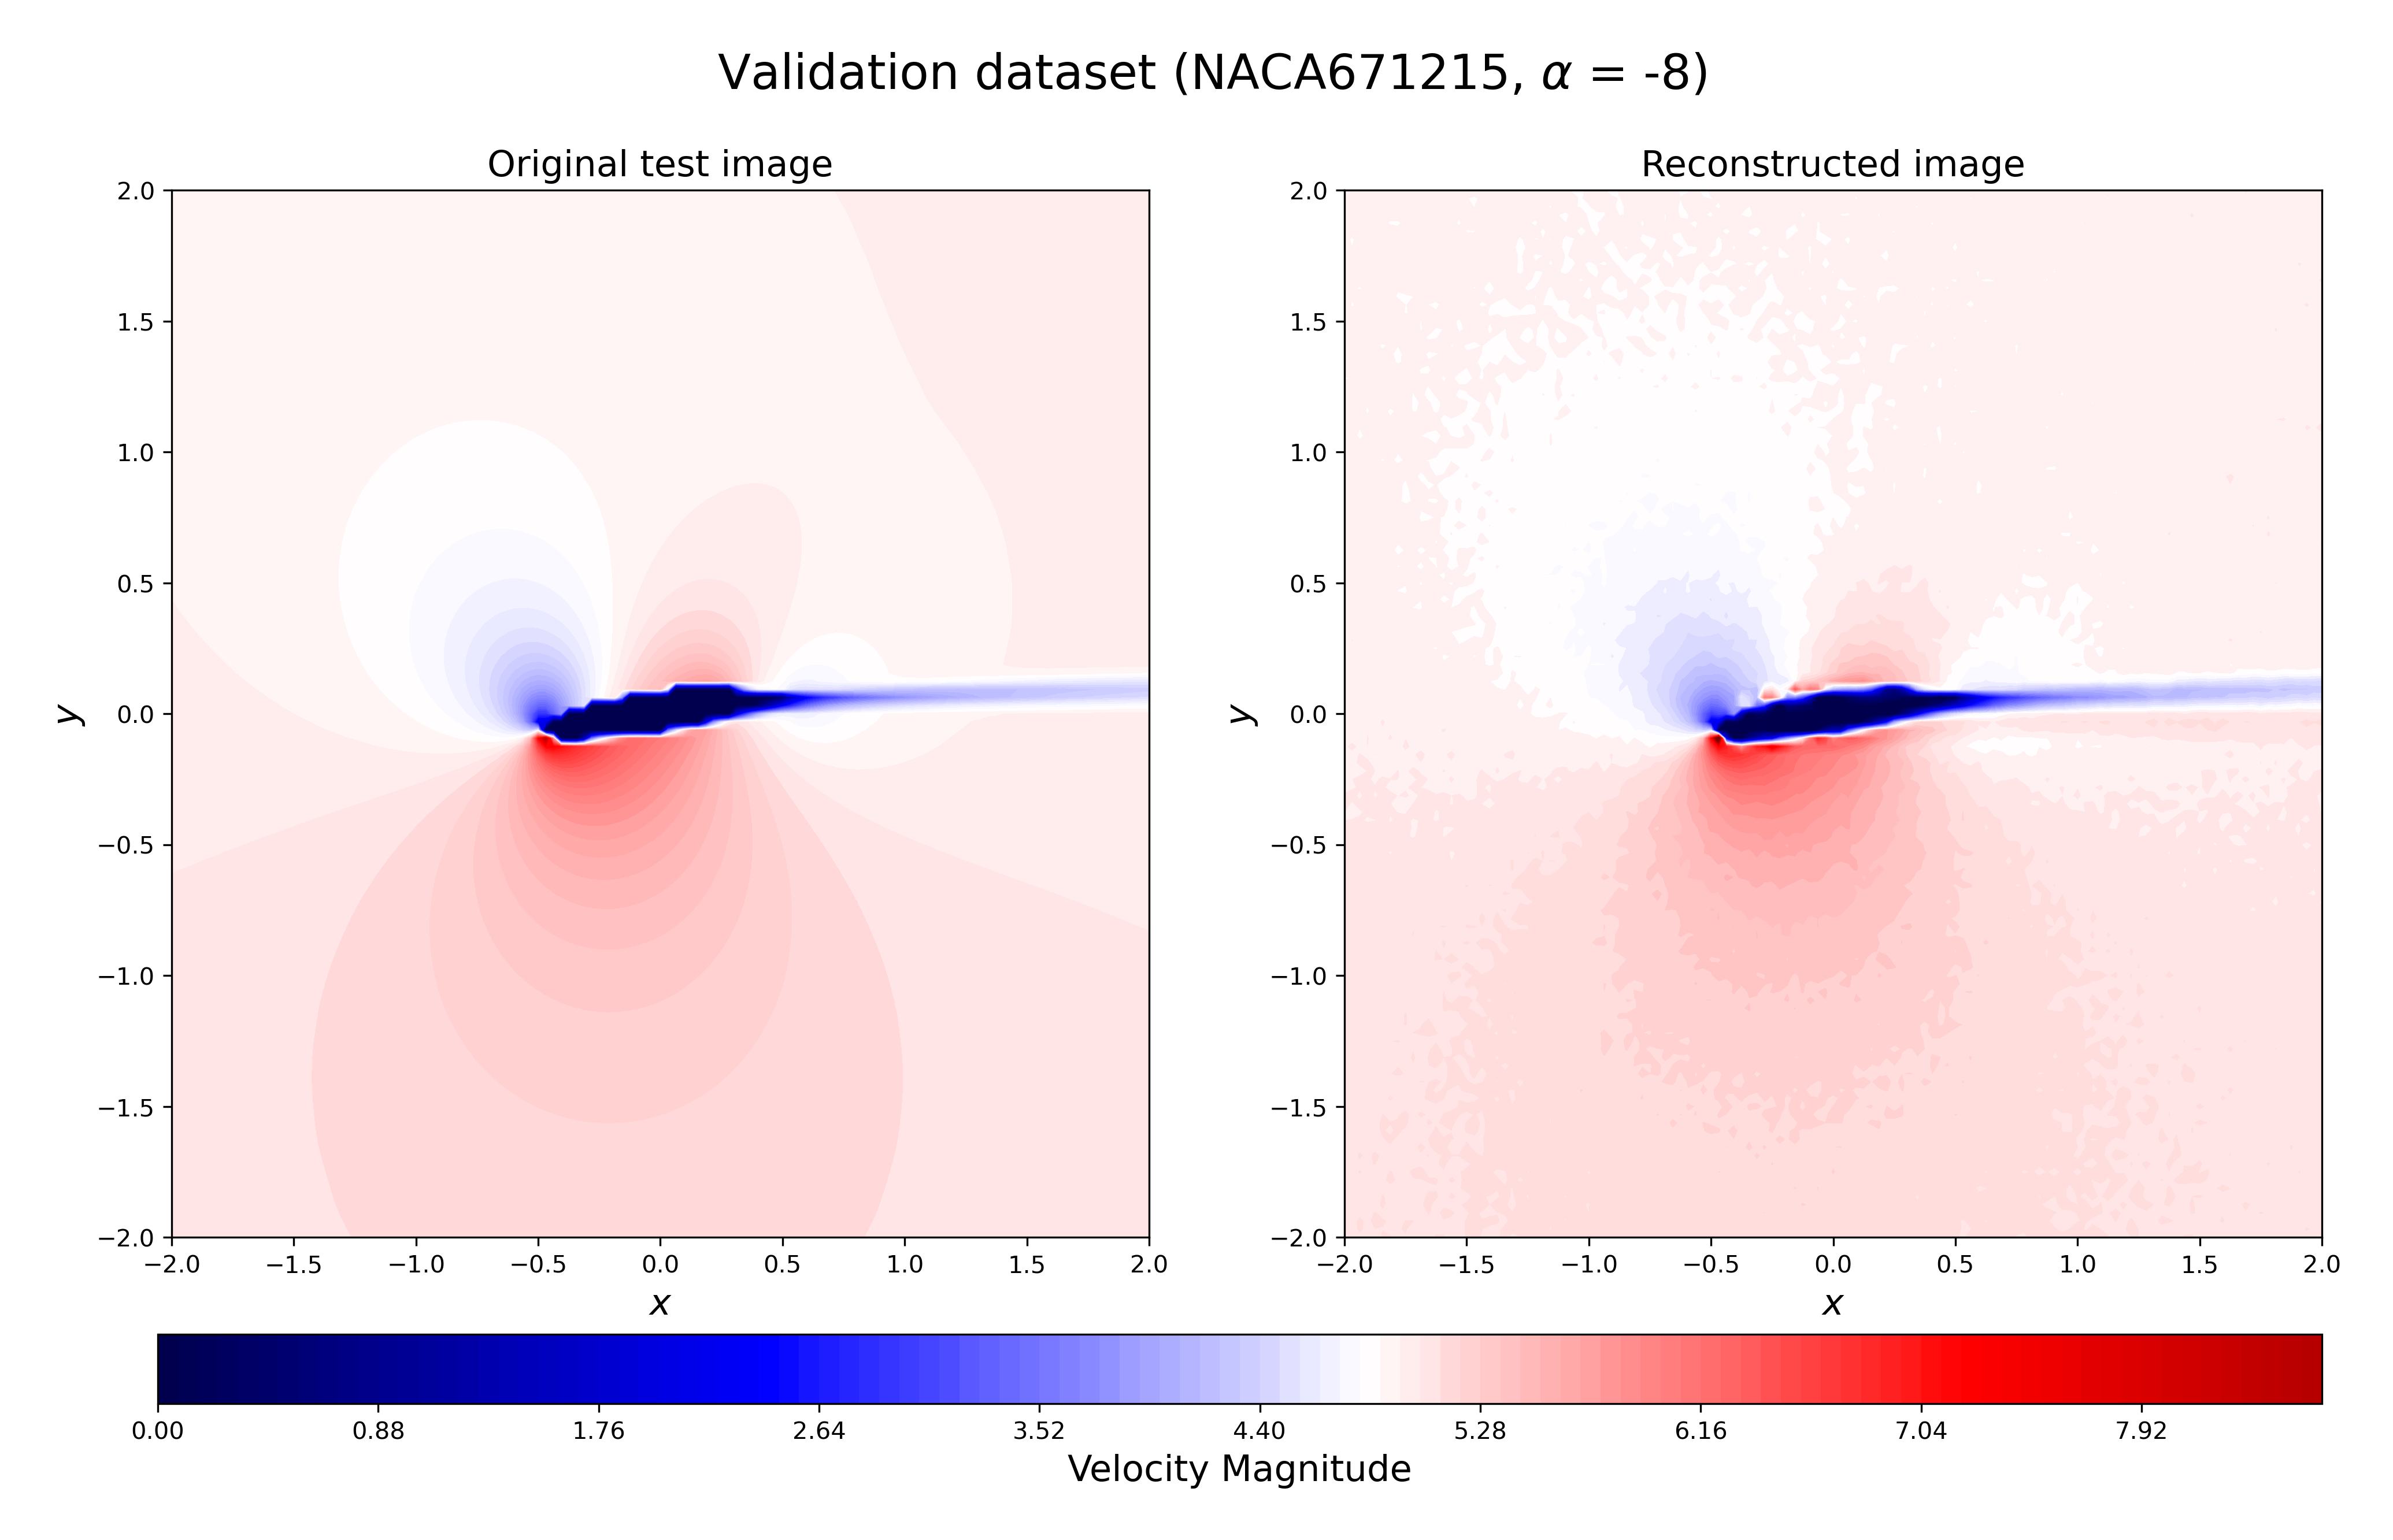 Validation dataset (NACA671215, α = -8)
Original test image
2.0
1.5
1.0
0.5
0.0
−0.5
−1.0
−1.5
−2.0
y
−2.0 −1.5 −1.0 −0.5 0.0 0.5 1.0 1.5 2.0
x
Reconstructed image
2.0
1.5
1.0
0.5
0.0
−0.5
−1.0
−1.5
−2.0
y
−2.0 −1.5 −1.0 −0.5 0.0 0.5 1.0 1.5 2.0
x
0.00 0.88 1.76 2.64 3.52 4.40 5.28 6.16 7.04 7.92
Velocity Magnitude